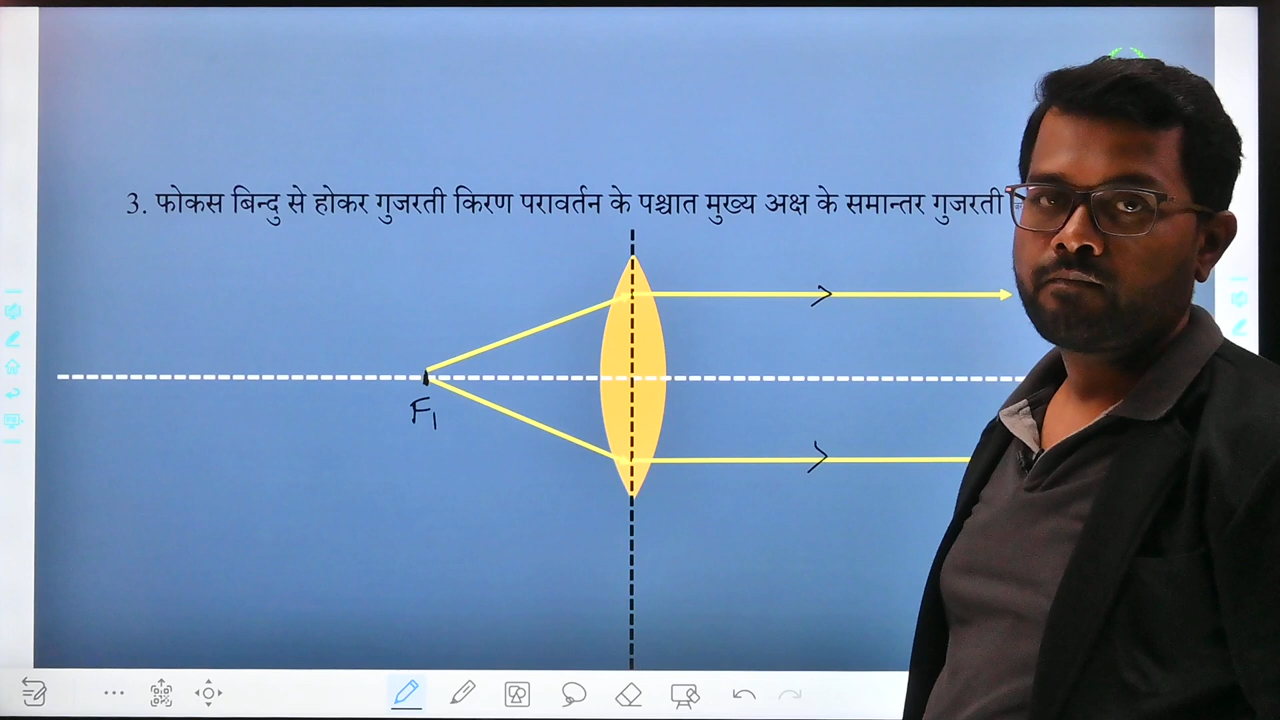 3. फोकस बिन्दु से होकर गुजरती किरण परावर्तन के पश्चात मुख्य अक्ष के समान्तर गुजरती
F1